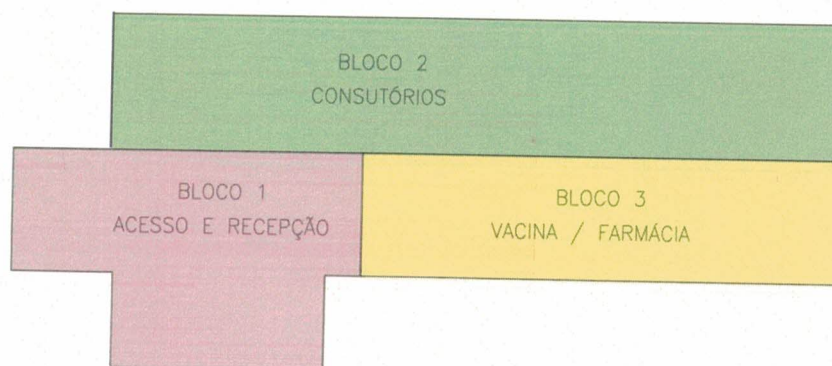 BLOCO 2
CONSUTÓRIOS
BLOCO 1
ACESSO E RECEPÇÃO
BLOCO 3
VACINA / FARMÁCIA